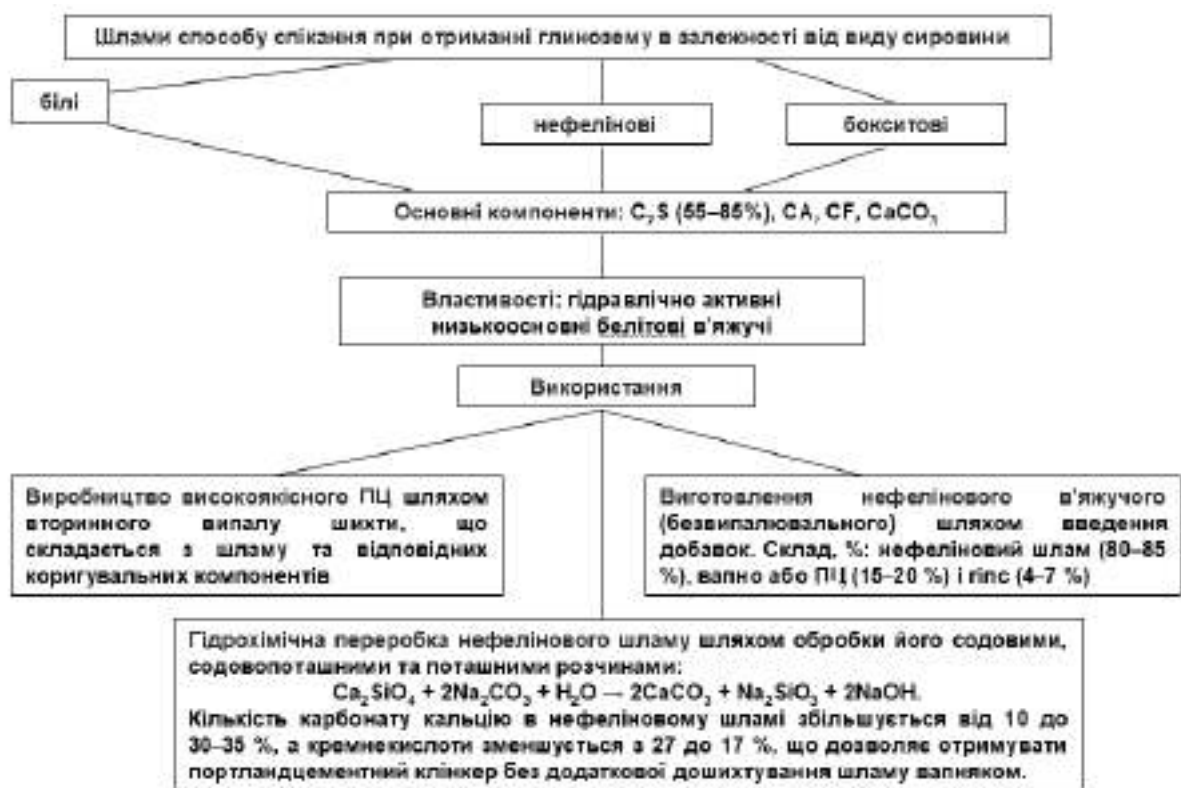 Шлами способу спікання при отриманні глинозему в залежності від виду сировини
білі
нефелінові
бокситові
Основні компоненти: C₂S (55–85%), CA, CF, CaCO₃
Властивості: гідравлічно активні
низькоосновні белітові в'яжучі
Використання
Виробництво високоякісного ПЦ шляхом
вторинного випалу шихти, що
складається з шламу та відповідних
коригувальних компонентів
Виготовлення нефелінового в'яжучого
(безвипалювального) шляхом введення
добавок. Склад, %: нефеліновий шлам (80–85
%), вапно або ПЦ (15–20 %) і гіпс (4–7 %)
Гідрохімічна переробка нефелінового шламу шляхом обробки його содовими,
содовопоташними та поташними розчинами:
Ca₂SiO₄ + 2Na₂CO₃ + H₂O → 2CaCO₃ + Na₂SiO₃ + 2NaOH.
Кількість карбонату кальцію в нефеліновому шламі збільшується від 10 до
30–35 %, а кремнекислоти зменшується з 27 до 17 %, що дозволяє отримувати
портландцементний клінкер без додаткової дошихтування шламу вапняком.